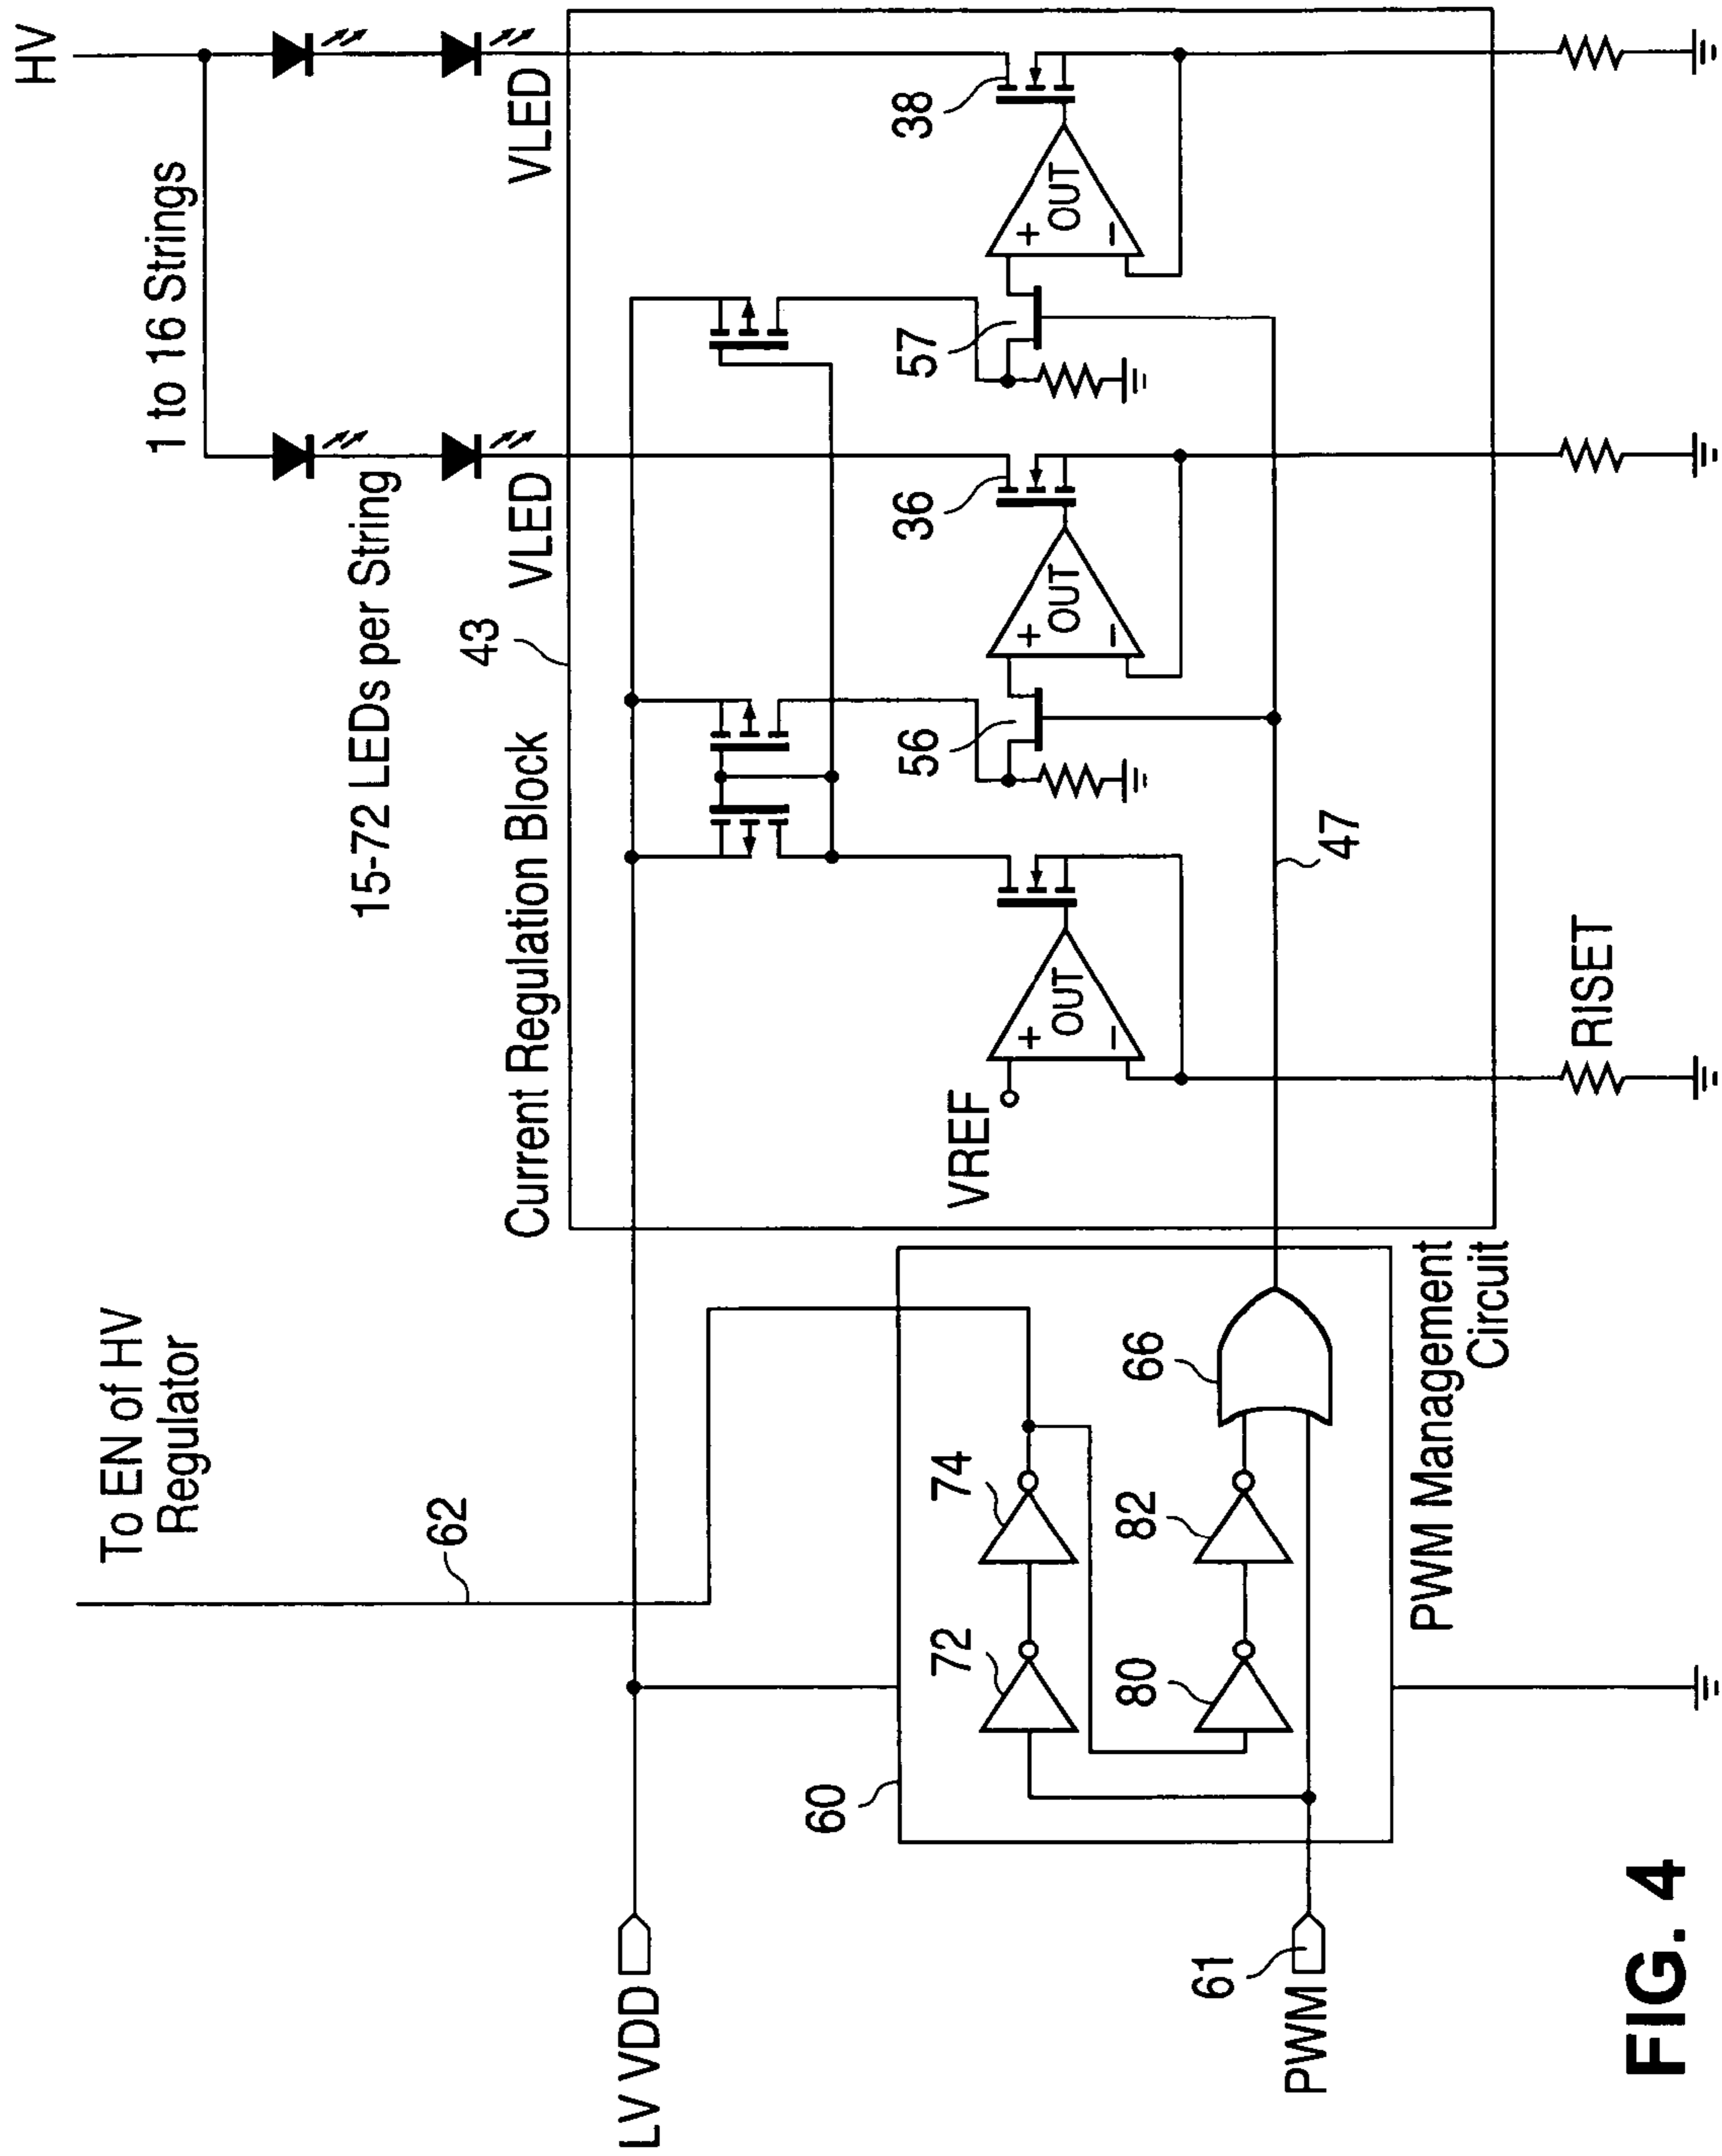 HV
1 to 16 Strings
15-72 LEDs per String
VLED
VLED
To EN of HV
Regulator
62
43
Current Regulation Block
LV VDD
VREF
OUT
+
−
56
36
OUT
+
−
57
38
OUT
+
−
60
72
74
80
82
66
47
61
PWM
PWM Management
Circuit
RISET
FIG. 4